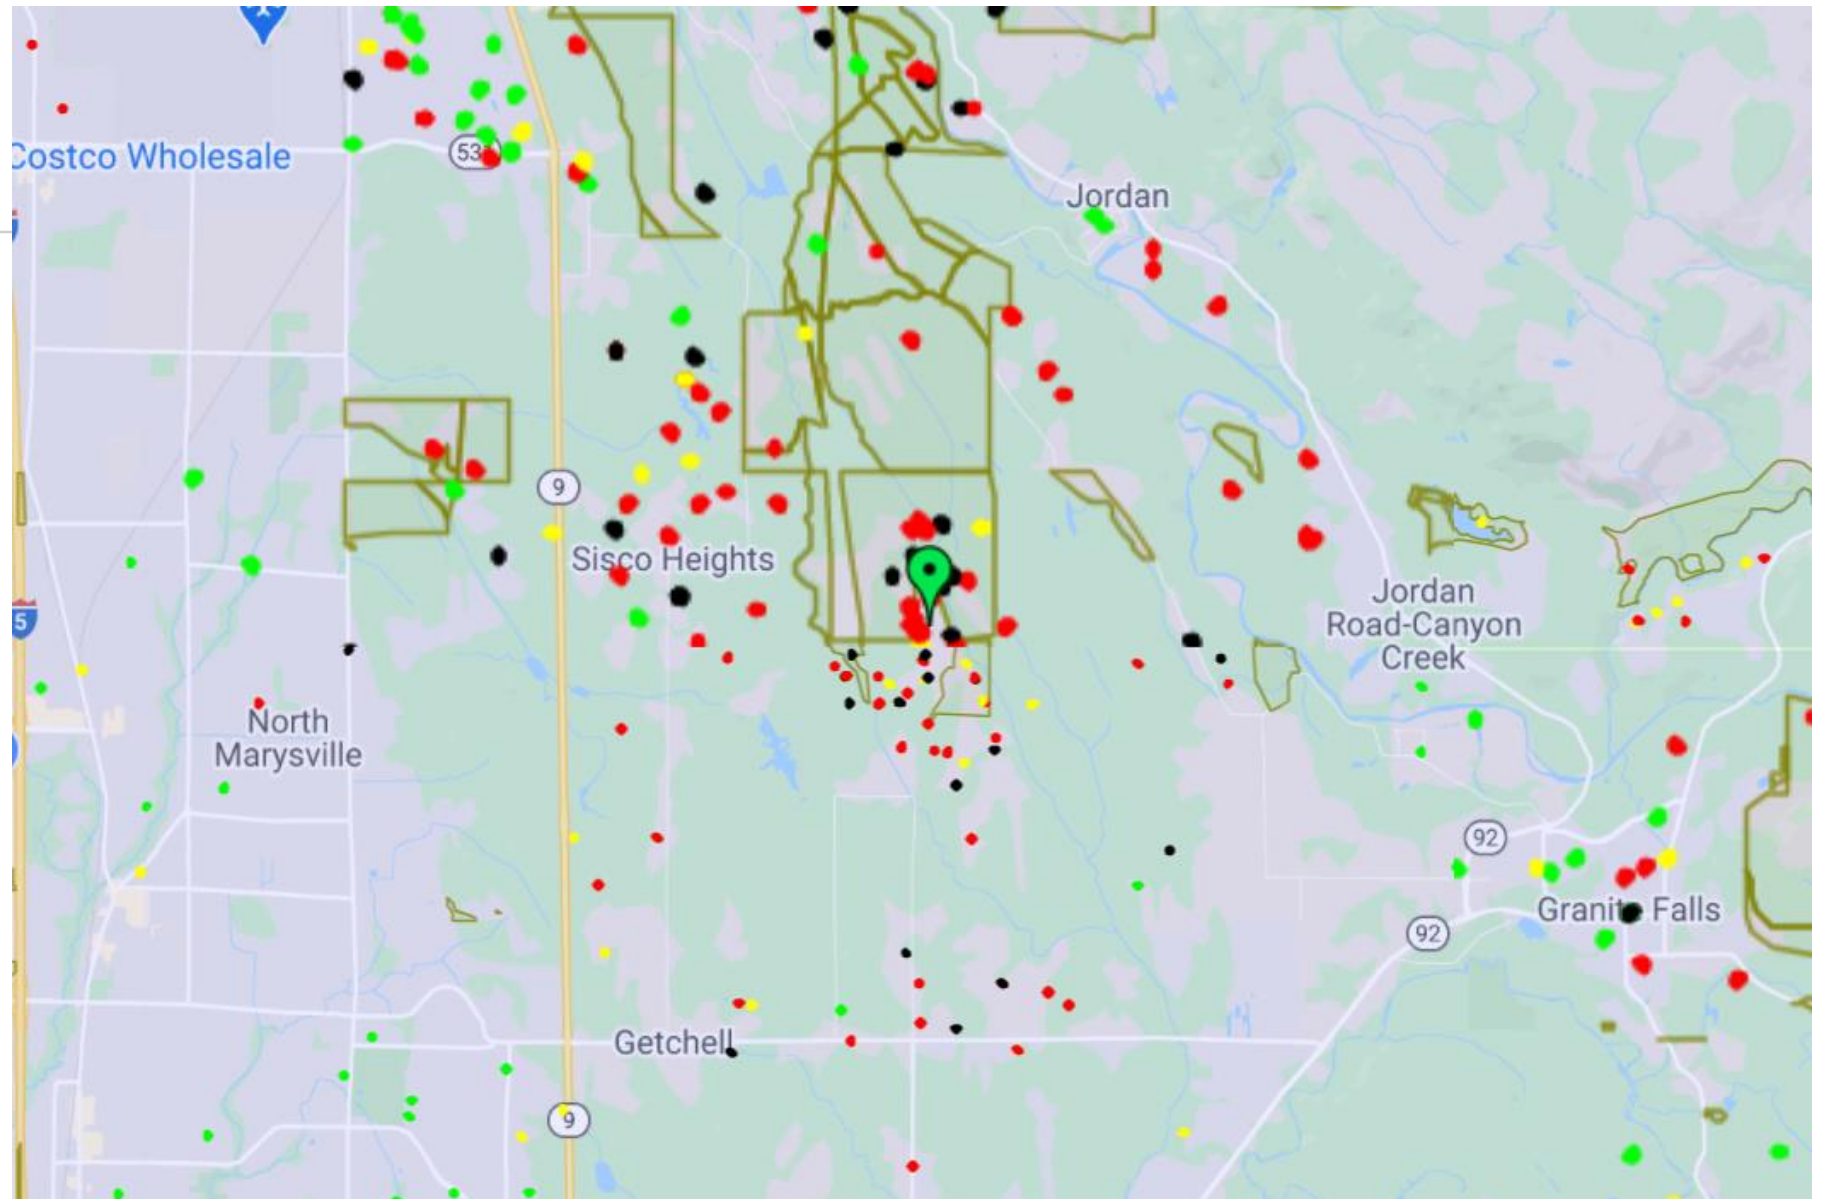 Costco Wholesale
53
Jordan
9
Sisco Heights
5
Jordan
Road-Canyon
Creek
North
Marysville
92
Granite Falls
92
Getchell
9